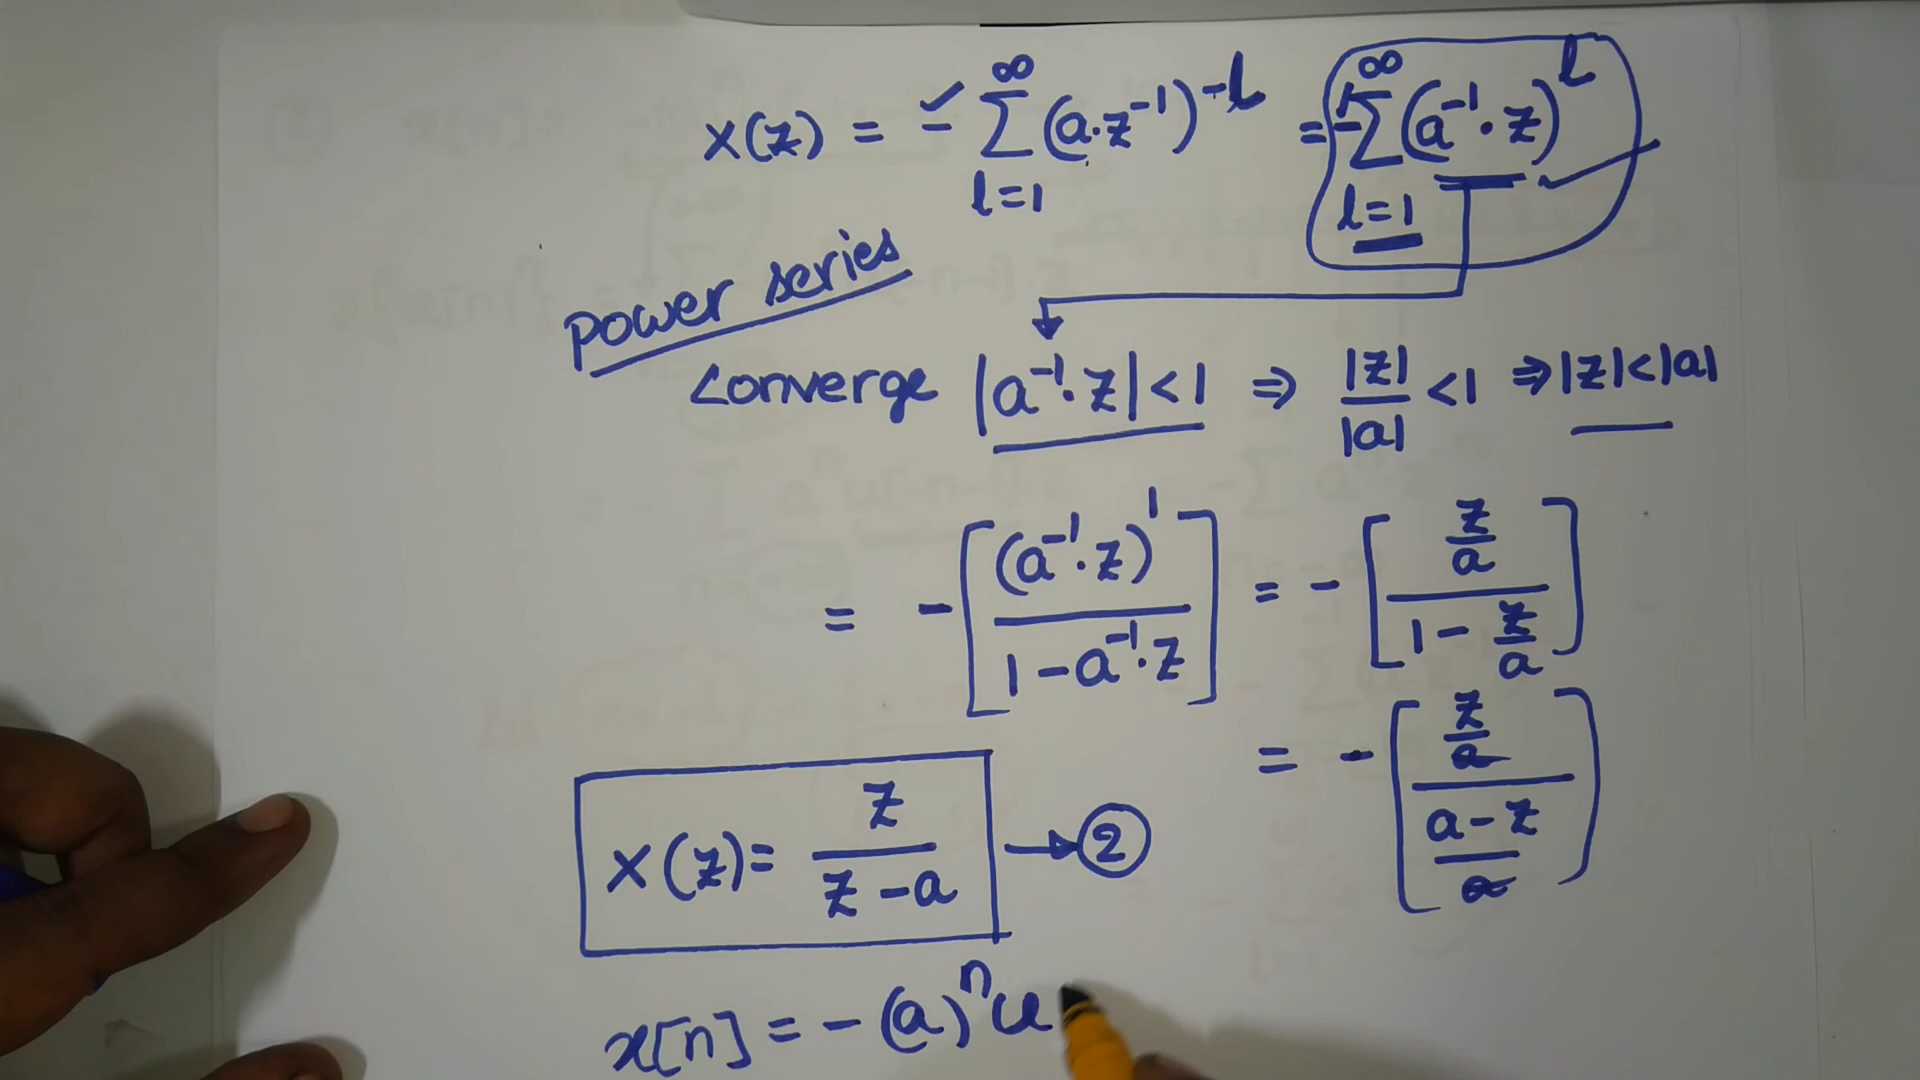 X(z) = - ∑_{l=1}^{∞} (a·z⁻¹)^{-l} = - ∑_{l=1}^{∞} (a⁻¹·z)^{l}
power series
Converge |a⁻¹·z| < 1 ⇒ |z|/|a| < 1 ⇒ |z| < |a|
= - [ (a⁻¹·z)¹ / (1 - a⁻¹·z) ] = - [ (z/a) / (1 - z/a) ]
= - [ (z/a) / ((a - z)/a) ]
X(z) = z / (z - a) → ②
x[n] = - (a)ⁿ u